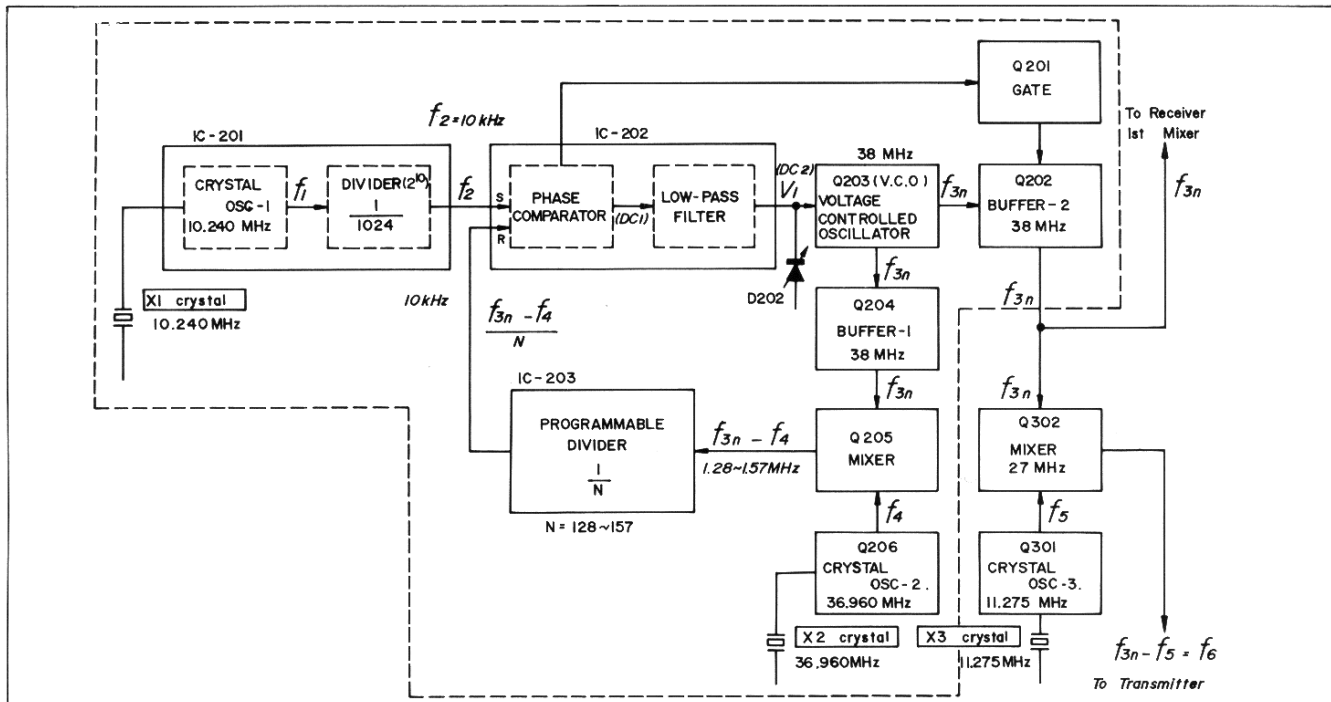 Q201
GATE
To Receiver
1st Mixer
f3n
f2=10kHz
IC-201
CRYSTAL
OSC-1
10.240 MHz
f1
DIVIDER(2^10)
1
1024
f2
IC-202
S
R
PHASE
COMPARATOR
(DC1)
LOW-PASS
FILTER
(DC2)
V1
38 MHz
Q203 (V.C.O)
VOLTAGE
CONTROLLED
OSCILLATOR
f3n
Q202
BUFFER-2
38 MHz
X1 crystal
10.240 MHz
10kHz
D202
f3n
Q204
BUFFER-1
38 MHz
f3n
f3n - f4
N
IC-203
PROGRAMMABLE
DIVIDER
1
N
N = 128~157
f3n - f4
1.28~1.57MHz
f3n
Q205
MIXER
f3n
Q302
MIXER
27 MHz
f4
f5
Q206
CRYSTAL
OSC-2.
36.960 MHz
Q301
CRYSTAL
OSC-3.
11.275 MHz
X2 crystal
36.960MHz
X3 crystal
11.275MHz
f3n - f5 = f6
To Transmitter